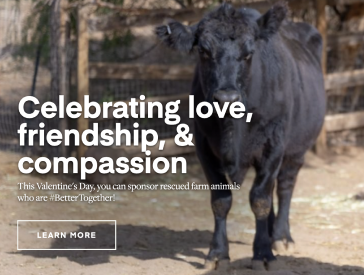 Celebrating love,
friendship, &
compassion
This Valentine's Day, you can sponsor rescued farm animals
who are #BetterTogether!
LEARN MORE